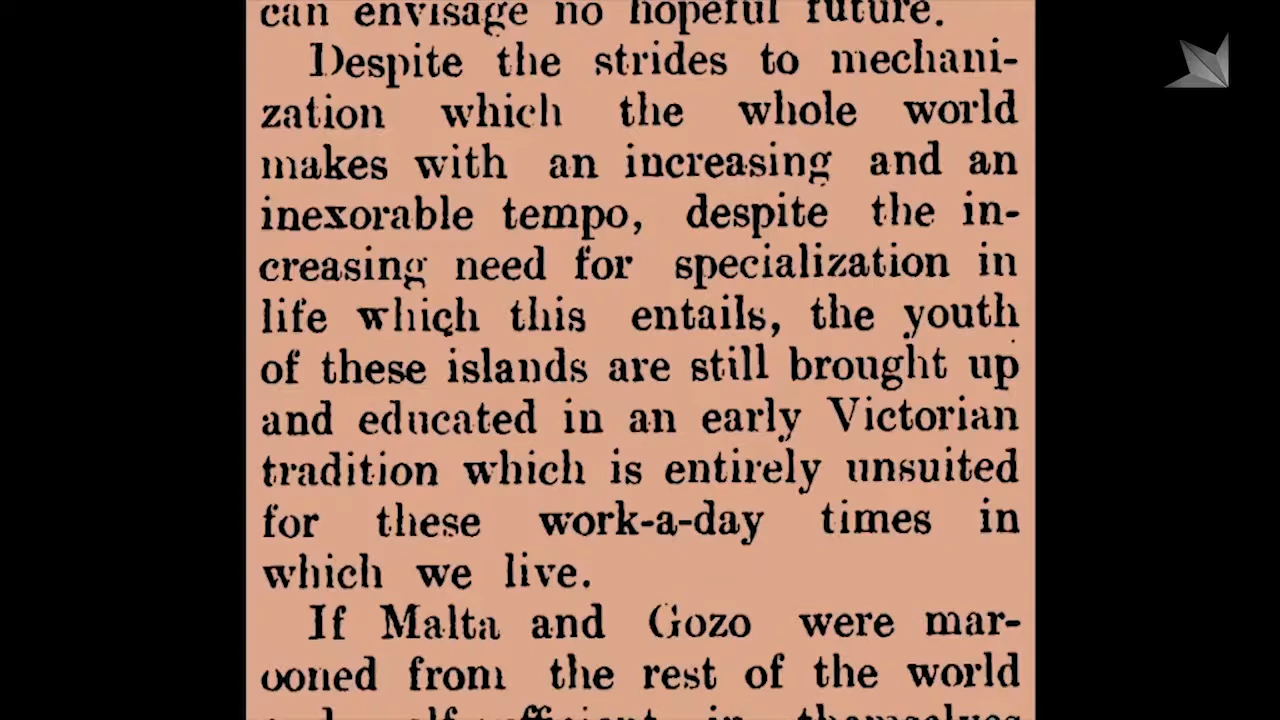 can envisage no hopeful future.
Despite the strides to mechani-
zation which the whole world
makes with an increasing and an
inexorable tempo, despite the in-
creasing need for specialization in
life which this entails, the youth
of these islands are still brought up
and educated in an early Victorian
tradition which is entirely unsuited
for these work-a-day times in
which we live.
If Malta and Gozo were mar-
ooned from the rest of the world
in themselves